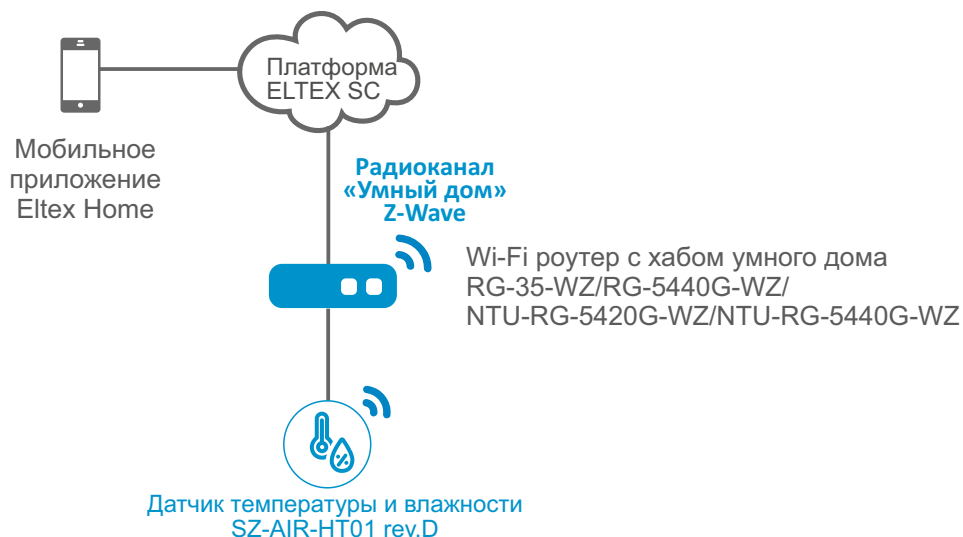 Платформа
ELTEX SC
Мобильное
приложение
Eltex Home
Радиоканал
«Умный дом»
Z-Wave
Wi-Fi роутер с хабом умного дома
RG-35-WZ/RG-5440G-WZ/
NTU-RG-5420G-WZ/NTU-RG-5440G-WZ
%
Датчик температуры и влажности
SZ-AIR-HT01 rev.D